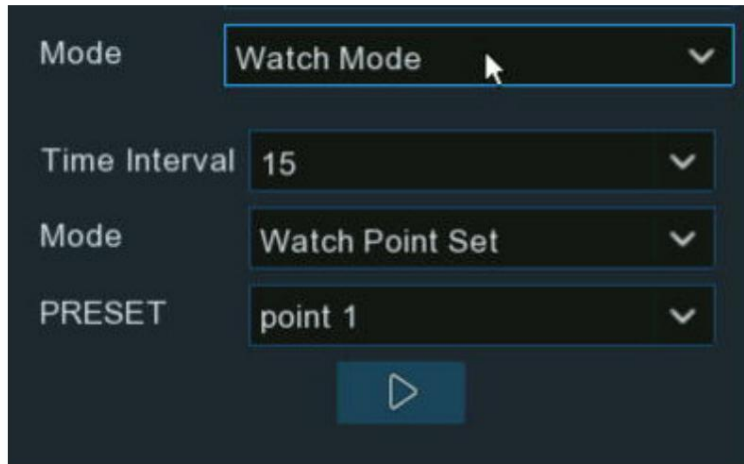 Mode Watch Mode
Time Interval 15
Mode Watch Point Set
PRESET point 1